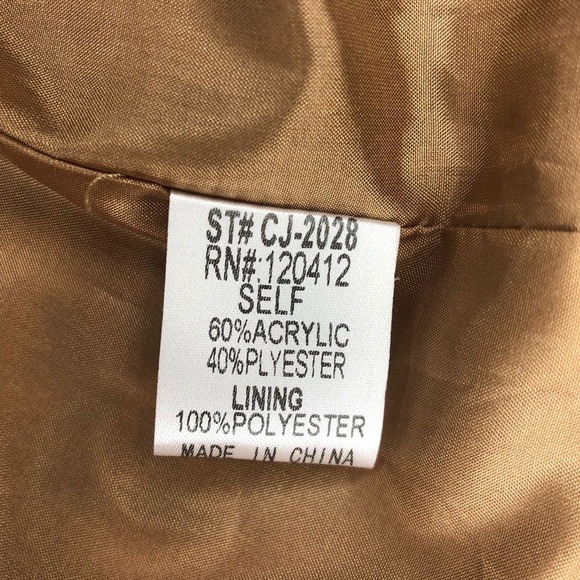 ST# CJ-2028
RN#:120412
SELF
60%ACRYLIC
40%PLYESTER
LINING
100%POLYESTER
MADE IN CHINA